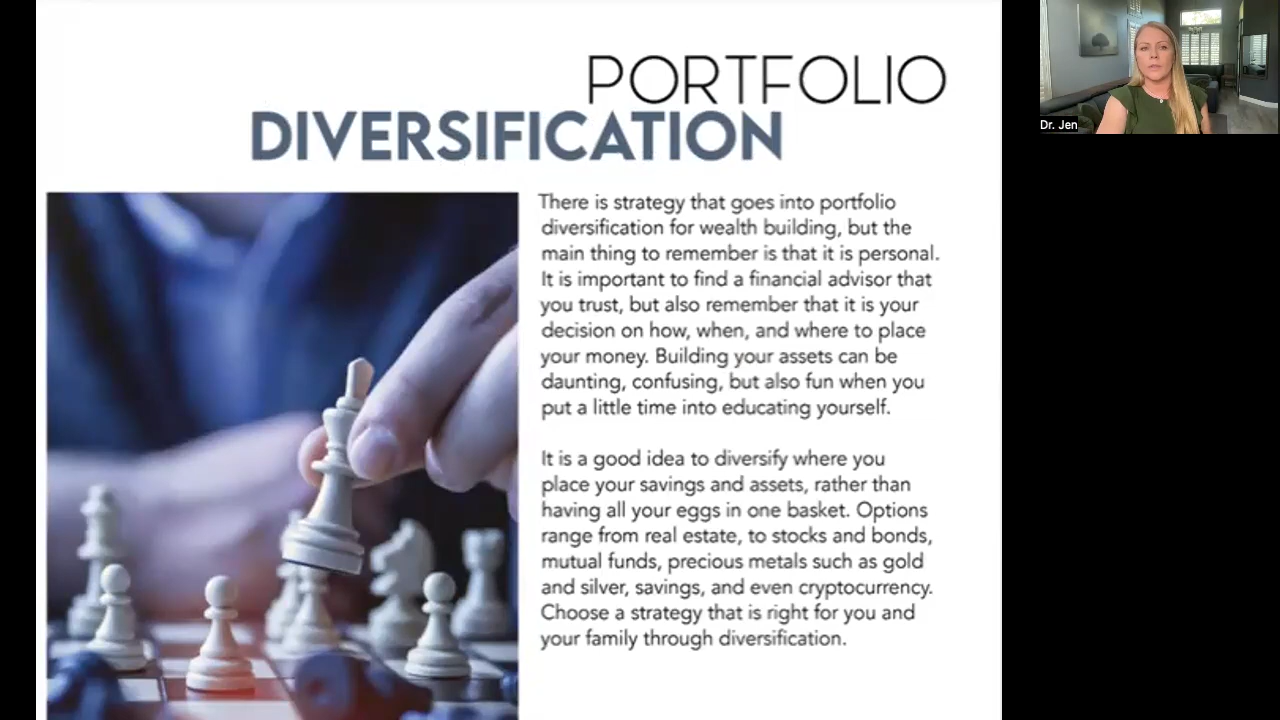 PORTFOLIO
DIVERSIFICATION
There is strategy that goes into portfolio
diversification for wealth building, but the
main thing to remember is that it is personal.
It is important to find a financial advisor that
you trust, but also remember that it is your
decision on how, when, and where to place
your money. Building your assets can be
daunting, confusing, but also fun when you
put a little time into educating yourself.
It is a good idea to diversify where you
place your savings and assets, rather than
having all your eggs in one basket. Options
range from real estate, to stocks and bonds,
mutual funds, precious metals such as gold
and silver, savings, and even cryptocurrency.
Choose a strategy that is right for you and
your family through diversification.
Dr. Jen